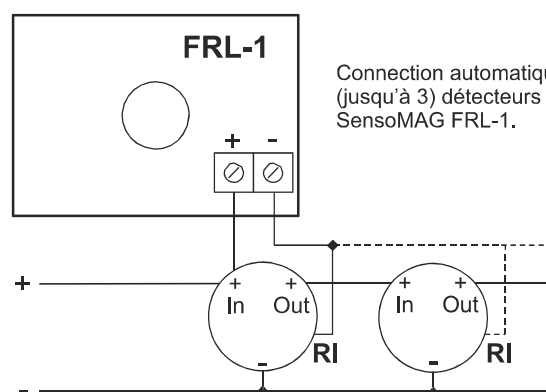 FRL-1
Connection automatiqu
(jusqu'à 3) détecteurs
SensoMAG FRL-1.
+ -
+ + + + +
In Out In Out
RI RI
- - -